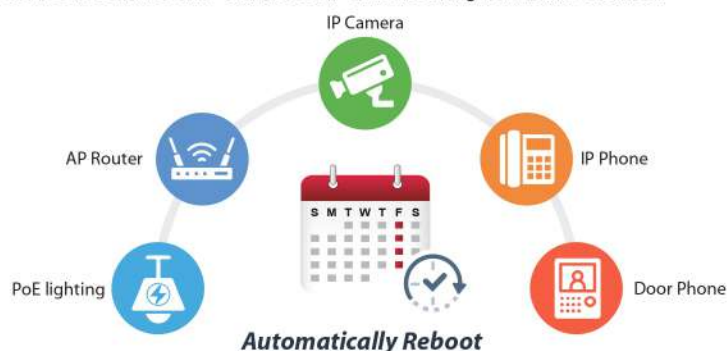 IP Camera
AP Router
IP Phone
S M T W T F S
PoE lighting
Door Phone
Automatically Reboot